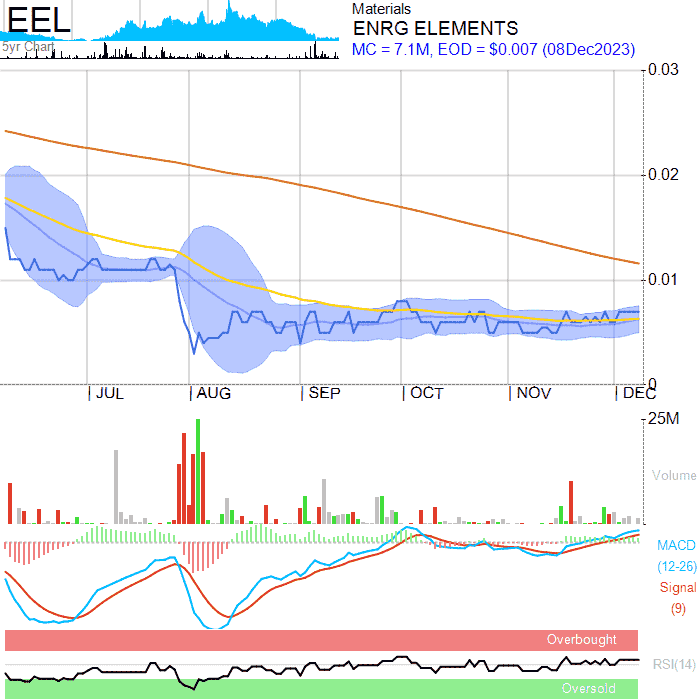 EEL
5yr Chart
Materials
ENRG ELEMENTS
MC = 7.1M, EOD = $0.007 (08Dec2023)
0.03
0.02
0.01
0
JUL AUG SEP OCT NOV DEC
25M
Volume
MACD
(12-26)
Signal
(9)
Overbought
RSI(14)
Oversold